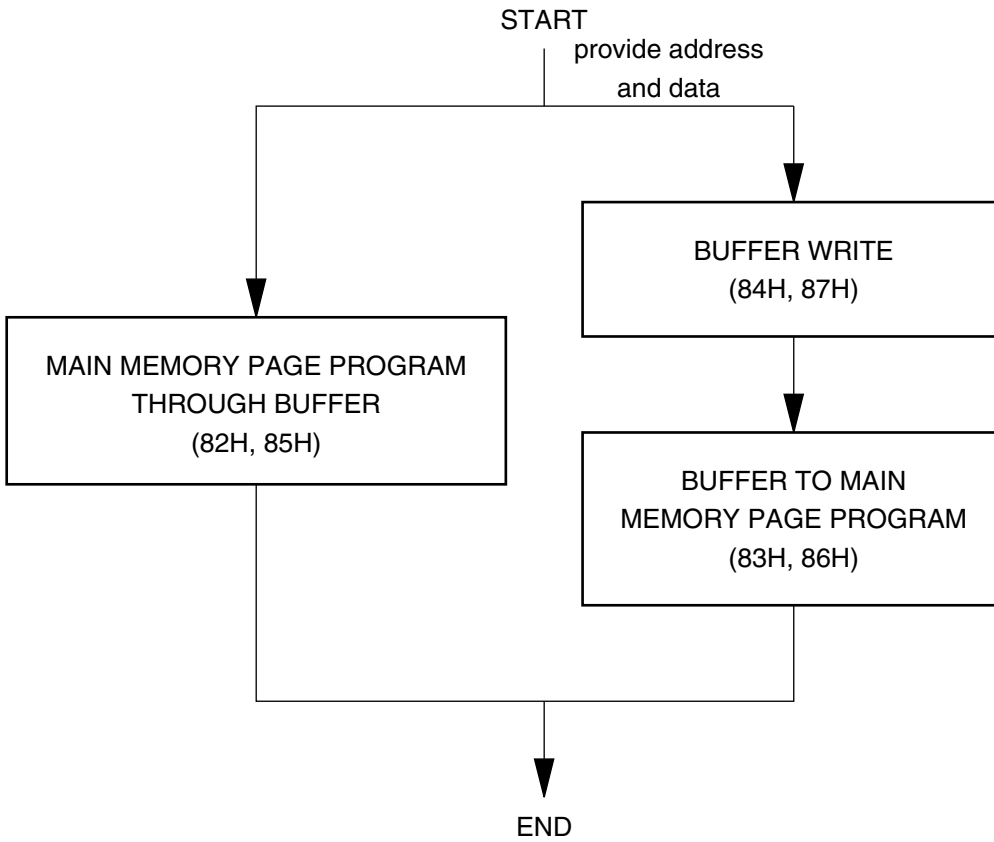 START
provide address
and data
BUFFER WRITE
(84H, 87H)
MAIN MEMORY PAGE PROGRAM
THROUGH BUFFER
(82H, 85H)
BUFFER TO MAIN
MEMORY PAGE PROGRAM
(83H, 86H)
END